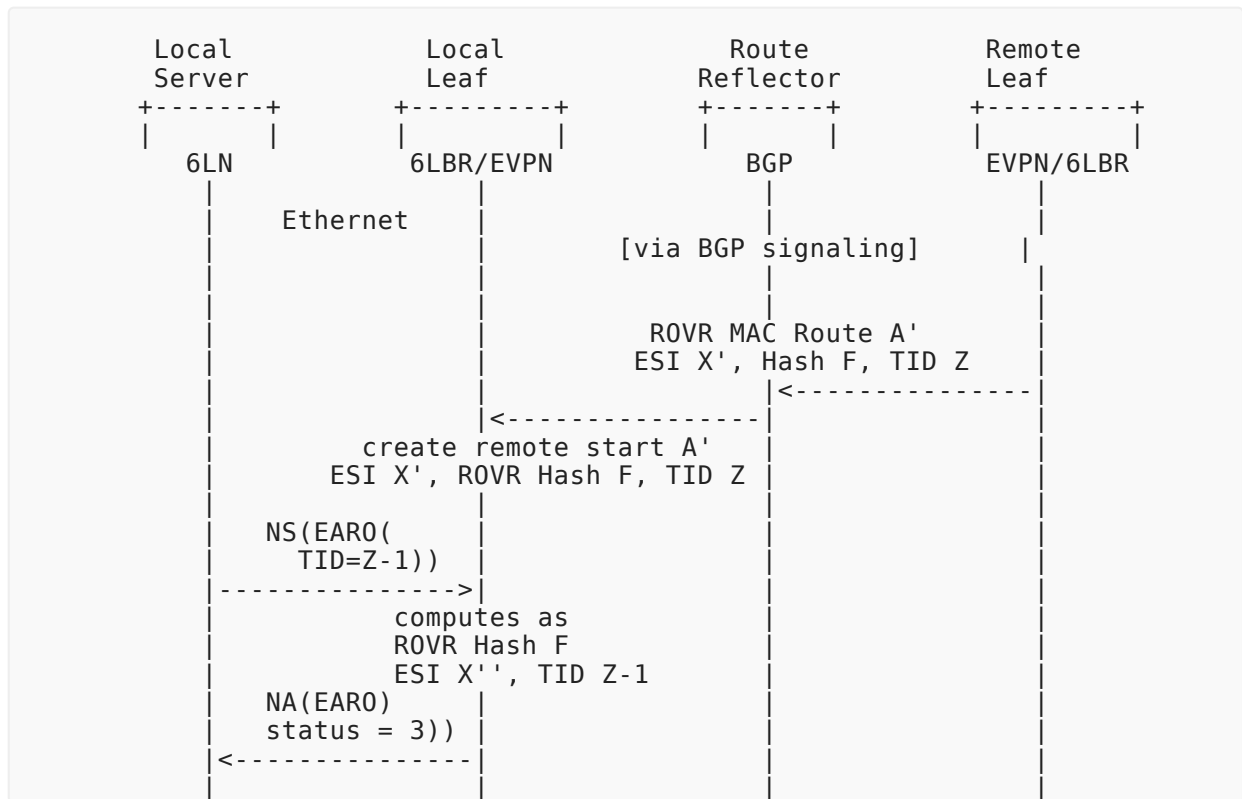 Local Local Route Remote
Server Leaf Reflector Leaf
+-------+ +---------+ +-------+ +---------+
| | | | | | | |
6LN 6LBR/EVPN BGP EVPN/6LBR
| | | |
| Ethernet | | |
| | [via BGP signaling] |
| | | |
| | | |
| | ROVR MAC Route A' |
| | ESI X', Hash F, TID Z |
| | |<---------------|
| |<----------------| |
| create remote start A' | |
| ESI X', ROVR Hash F, TID Z | |
| | | |
| NS(EARO( | | |
| TID=Z-1)) | | |
|--------------->| | |
| computes as | |
| ROVR Hash F | |
| ESI X'', TID Z-1 | |
| NA(EARO) | | |
| status = 3)) | | |
|<---------------| | |
| | | |